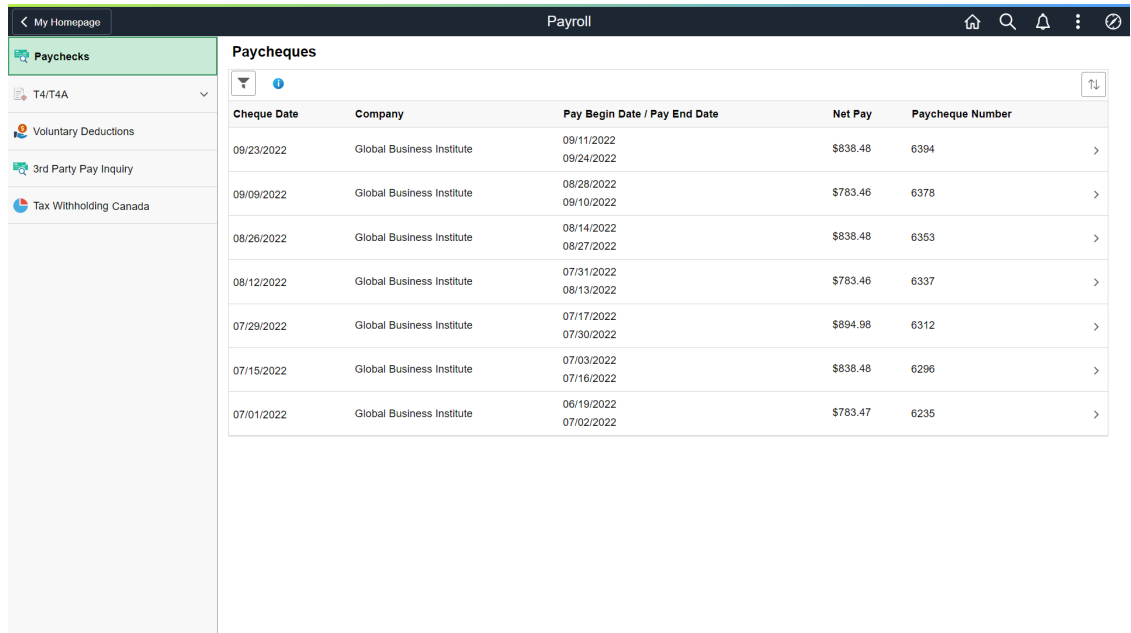 My Homepage
Payroll
Paychecks
T4/T4A
Voluntary Deductions
3rd Party Pay Inquiry
Tax Withholding Canada
Paycheques
Cheque Date Company Pay Begin Date / Pay End Date Net Pay Paycheque Number
09/23/2022 Global Business Institute 09/11/2022 $838.48 6394
09/24/2022
09/09/2022 Global Business Institute 08/28/2022 $783.46 6378
09/10/2022
08/26/2022 Global Business Institute 08/14/2022 $838.48 6353
08/27/2022
08/12/2022 Global Business Institute 07/31/2022 $783.46 6337
08/13/2022
07/29/2022 Global Business Institute 07/17/2022 $894.98 6312
07/30/2022
07/15/2022 Global Business Institute 07/03/2022 $838.48 6296
07/16/2022
07/01/2022 Global Business Institute 06/19/2022 $783.47 6235
07/02/2022